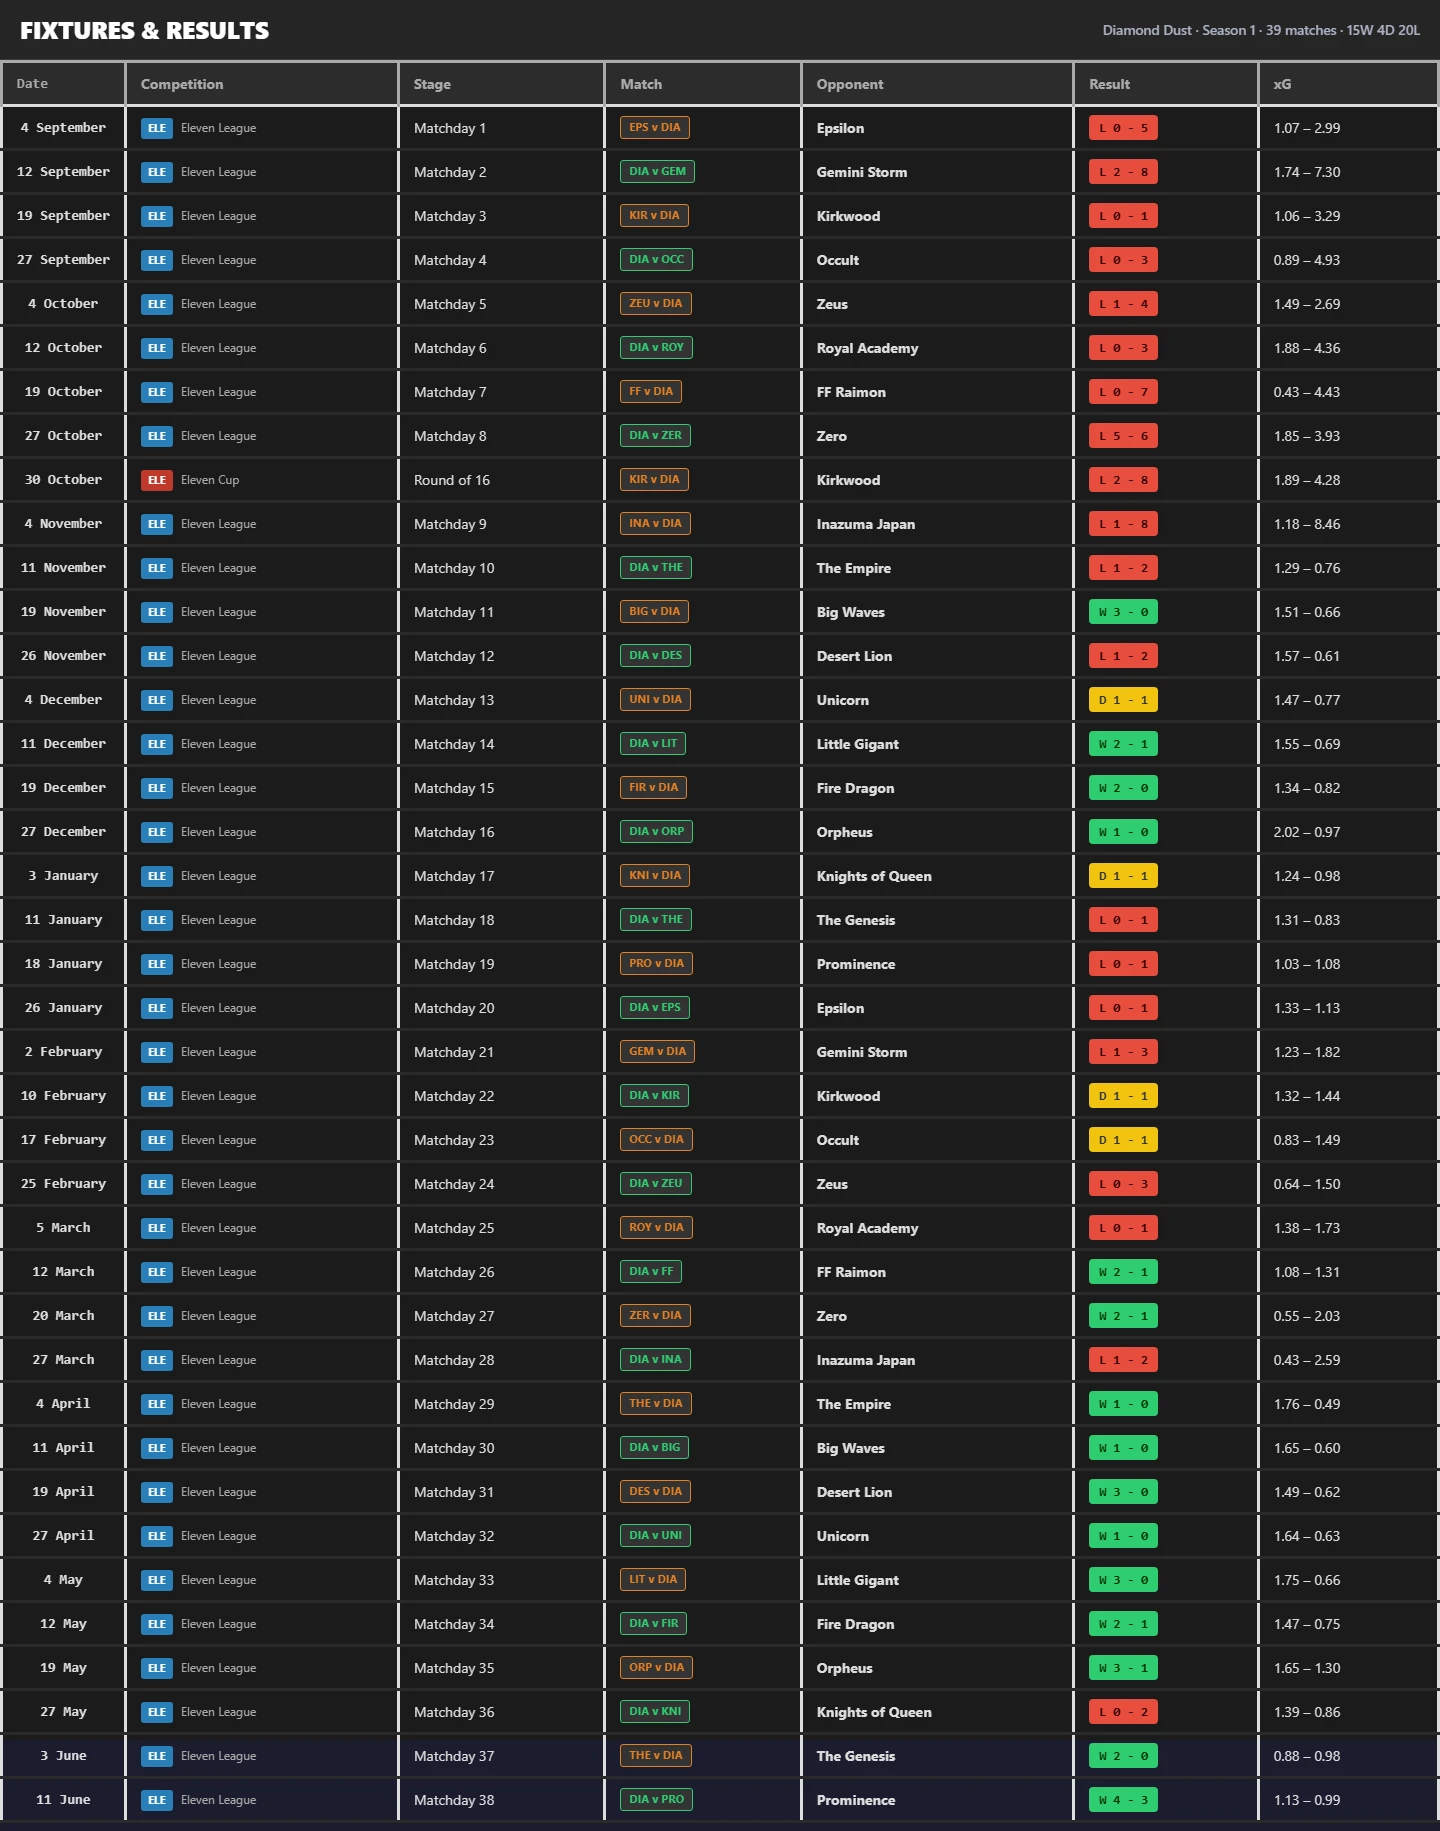 FIXTURES & RESULTS
Diamond Dust · Season 1 · 39 matches · 15W 4D 20L
Date Competition Stage Match Opponent Result xG
4 September ELE Eleven League Matchday 1 EPS v DIA Epsilon L 0 - 5 1.07 – 2.99
12 September ELE Eleven League Matchday 2 DIA v GEM Gemini Storm L 2 - 8 1.74 – 7.30
19 September ELE Eleven League Matchday 3 KIR v DIA Kirkwood L 0 - 1 1.06 – 3.29
27 September ELE Eleven League Matchday 4 DIA v OCC Occult L 0 - 3 0.89 – 4.93
4 October ELE Eleven League Matchday 5 ZEU v DIA Zeus L 1 - 4 1.49 – 2.69
12 October ELE Eleven League Matchday 6 DIA v ROY Royal Academy L 0 - 3 1.88 – 4.36
19 October ELE Eleven League Matchday 7 FF v DIA FF Raimon L 0 - 7 0.43 – 4.43
27 October ELE Eleven League Matchday 8 DIA v ZER Zero L 5 - 6 1.85 – 3.93
30 October ELE Eleven Cup Round of 16 KIR v DIA Kirkwood L 2 - 8 1.89 – 4.28
4 November ELE Eleven League Matchday 9 INA v DIA Inazuma Japan L 1 - 8 1.18 – 8.46
11 November ELE Eleven League Matchday 10 DIA v THE The Empire L 1 - 2 1.29 – 0.76
19 November ELE Eleven League Matchday 11 BIG v DIA Big Waves W 3 - 0 1.51 – 0.66
26 November ELE Eleven League Matchday 12 DIA v DES Desert Lion L 1 - 2 1.57 – 0.61
4 December ELE Eleven League Matchday 13 UNI v DIA Unicorn D 1 - 1 1.47 – 0.77
11 December ELE Eleven League Matchday 14 DIA v LIT Little Gigant W 2 - 1 1.55 – 0.69
19 December ELE Eleven League Matchday 15 FIR v DIA Fire Dragon W 2 - 0 1.34 – 0.82
27 December ELE Eleven League Matchday 16 DIA v ORP Orpheus W 1 - 0 2.02 – 0.97
3 January ELE Eleven League Matchday 17 KNI v DIA Knights of Queen D 1 - 1 1.24 – 0.98
11 January ELE Eleven League Matchday 18 DIA v THE The Genesis L 0 - 1 1.31 – 0.83
18 January ELE Eleven League Matchday 19 PRO v DIA Prominence L 0 - 1 1.03 – 1.08
26 January ELE Eleven League Matchday 20 DIA v EPS Epsilon L 0 - 1 1.33 – 1.13
2 February ELE Eleven League Matchday 21 GEM v DIA Gemini Storm L 1 - 3 1.23 – 1.82
10 February ELE Eleven League Matchday 22 DIA v KIR Kirkwood D 1 - 1 1.32 – 1.44
17 February ELE Eleven League Matchday 23 OCC v DIA Occult D 1 - 1 0.83 – 1.49
25 February ELE Eleven League Matchday 24 DIA v ZEU Zeus L 0 - 3 0.64 – 1.50
5 March ELE Eleven League Matchday 25 ROY v DIA Royal Academy L 0 - 1 1.38 – 1.73
12 March ELE Eleven League Matchday 26 DIA v FF FF Raimon W 2 - 1 1.08 – 1.31
20 March ELE Eleven League Matchday 27 ZER v DIA Zero W 2 - 1 0.55 – 2.03
27 March ELE Eleven League Matchday 28 DIA v INA Inazuma Japan L 1 - 2 0.43 – 2.59
4 April ELE Eleven League Matchday 29 THE v DIA The Empire W 1 - 0 1.76 – 0.49
11 April ELE Eleven League Matchday 30 DIA v BIG Big Waves W 1 - 0 1.65 – 0.60
19 April ELE Eleven League Matchday 31 DES v DIA Desert Lion W 3 - 0 1.49 – 0.62
27 April ELE Eleven League Matchday 32 DIA v UNI Unicorn W 1 - 0 1.64 – 0.63
4 May ELE Eleven League Matchday 33 LIT v DIA Little Gigant W 3 - 0 1.75 – 0.66
12 May ELE Eleven League Matchday 34 DIA v FIR Fire Dragon W 2 - 1 1.47 – 0.75
19 May ELE Eleven League Matchday 35 ORP v DIA Orpheus W 3 - 1 1.65 – 1.30
27 May ELE Eleven League Matchday 36 DIA v KNI Knights of Queen L 0 - 2 1.39 – 0.86
3 June ELE Eleven League Matchday 37 THE v DIA The Genesis W 2 - 0 0.88 – 0.98
11 June ELE Eleven League Matchday 38 DIA v PRO Prominence W 4 - 3 1.13 – 0.99